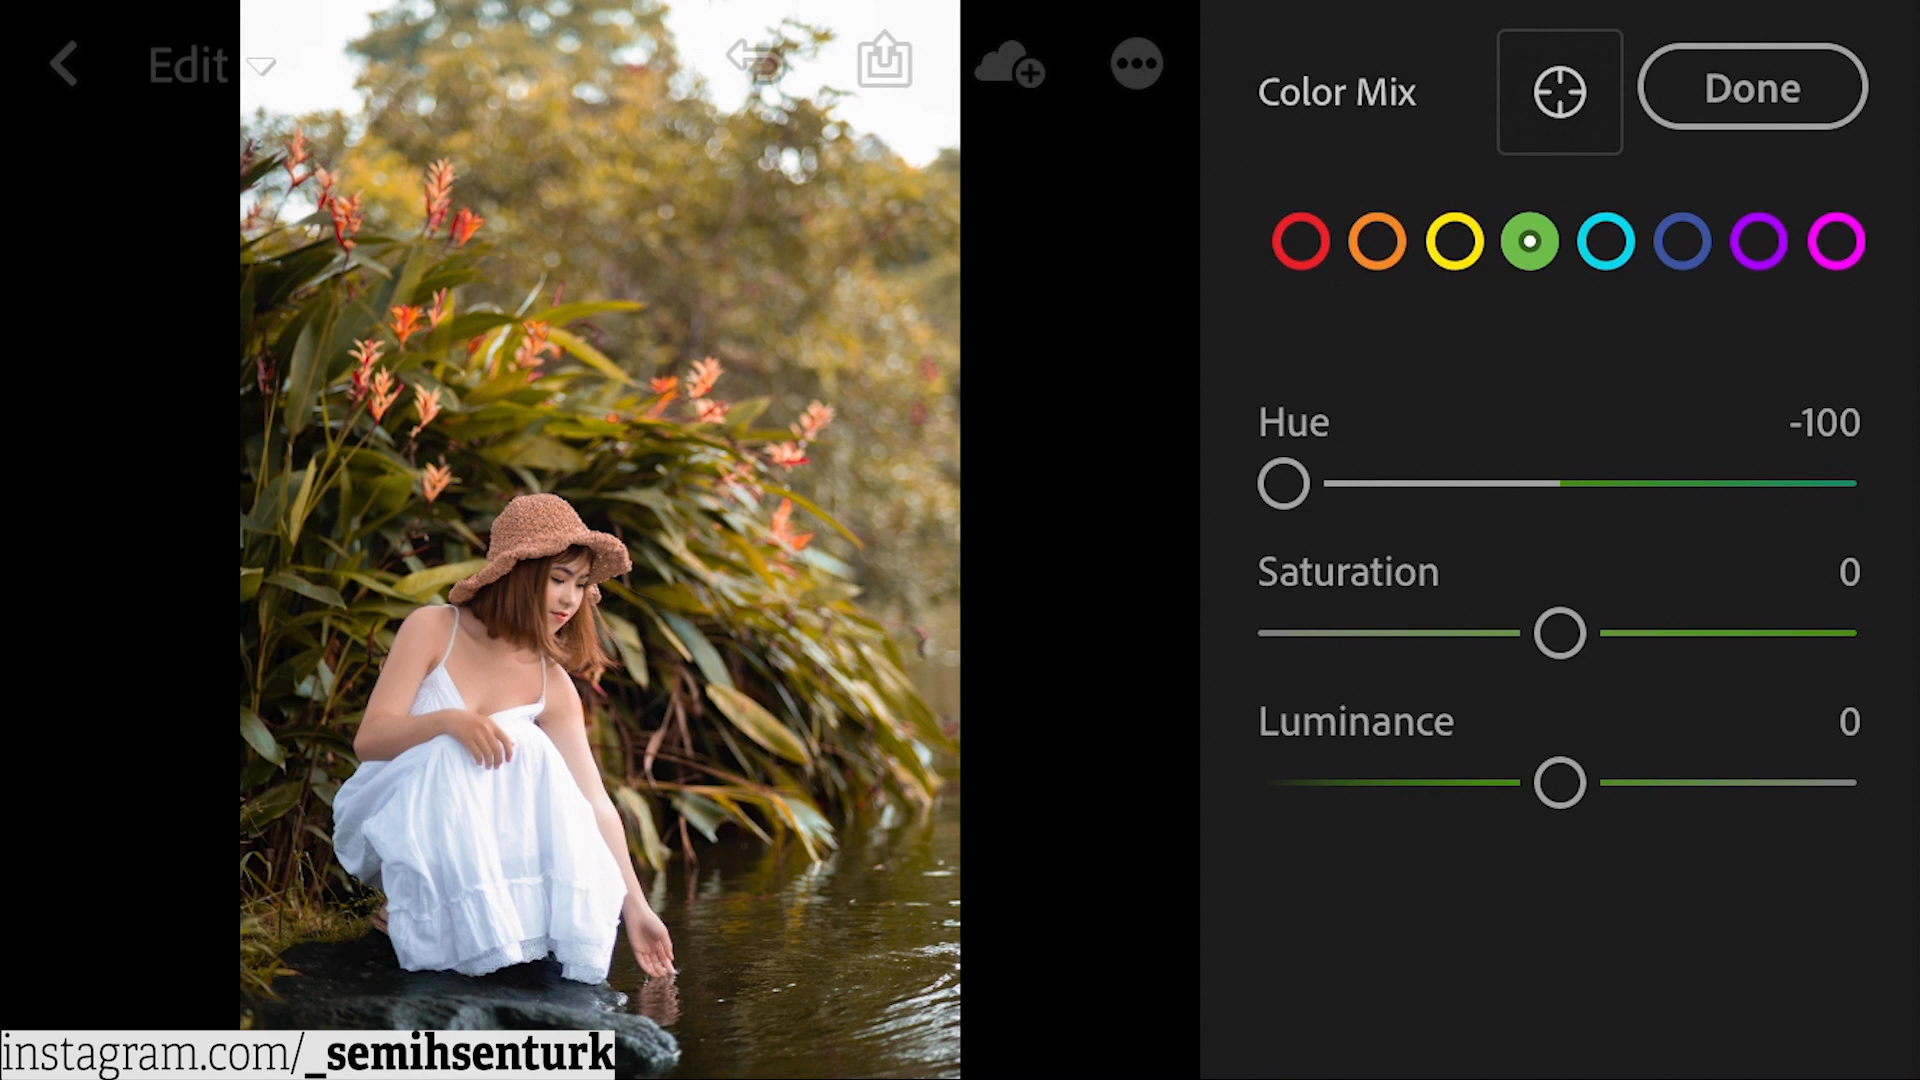 Edit
Color Mix
Done
Hue -100
Saturation 0
Luminance 0
instagram.com/_semihsenturk